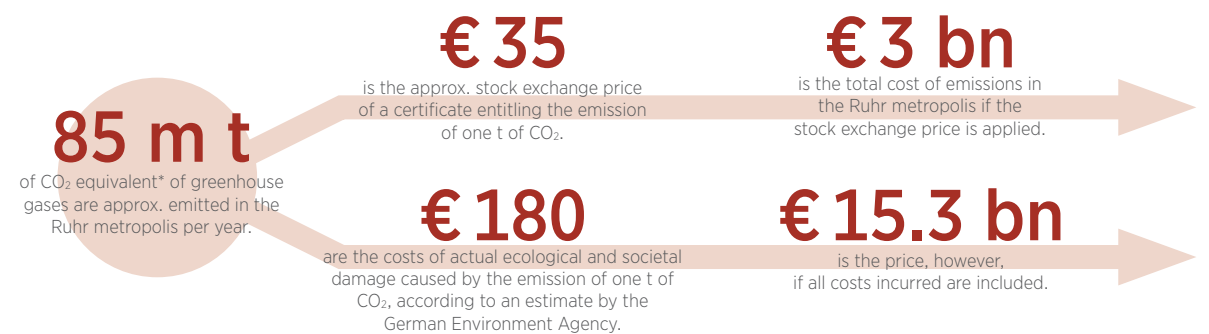 85 m t
of CO₂ equivalent* of greenhouse
gases are approx. emitted in the
Ruhr metropolis per year.
€ 35
is the approx. stock exchange price
of a certificate entitling the emission
of one t of CO₂.
€ 3 bn
is the total cost of emissions in
the Ruhr metropolis if the
stock exchange price is applied.
€ 180
are the costs of actual ecological and societal
damage caused by the emission of one t of
CO₂, according to an estimate by the
German Environment Agency.
€ 15.3 bn
is the price, however,
if all costs incurred are included.